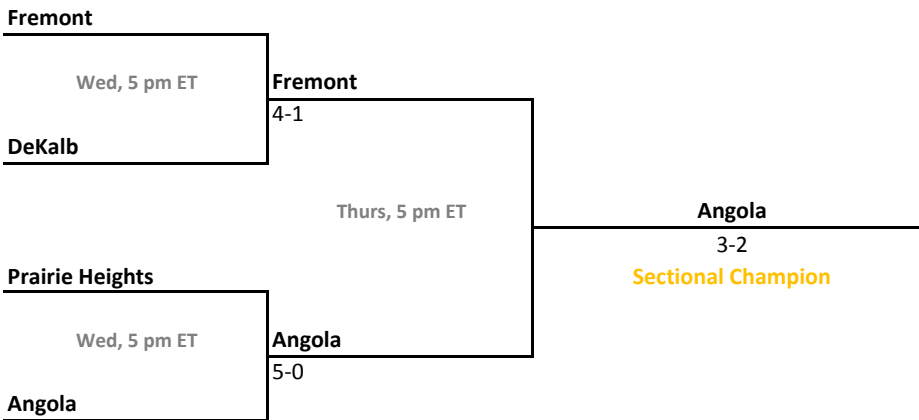 Fremont
Wed, 5 pm ET
Fremont
4-1
DeKalb
Thurs, 5 pm ET
Angola
3-2
Sectional Champion
Prairie Heights
Wed, 5 pm ET
Angola
5-0
Angola